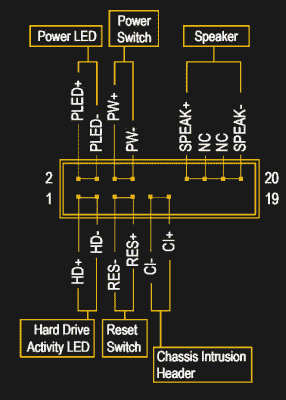 Power
Switch
Power LED
Speaker
PLED+
PLED-
PW+
PW-
SPEAK+
NC
NC
SPEAK-
2
20
1
19
HD+
HD-
RES-
RES+
CI-
CI+
Hard Drive
Activity LED
Reset
Switch
Chassis Intrusion
Header